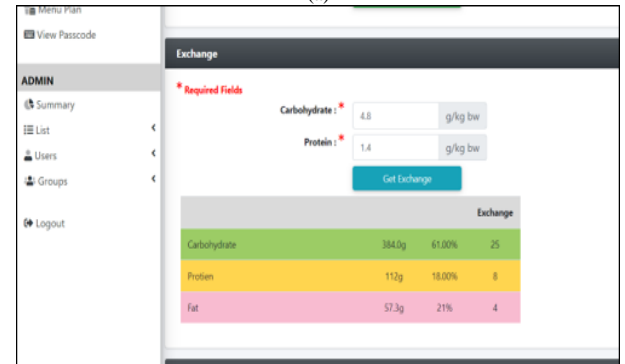 Menu Plan
View Passcode
ADMIN
Summary
List
Users
Groups
Logout
Exchange
* Required Fields
Carbohydrate : * 4.8 g/kg bw
Protein : * 1.4 g/kg bw
Get Exchange
Exchange
Carbohydrate 384.0g 61.00% 25
Protien 112g 18.00% 8
Fat 57.3g 21% 4